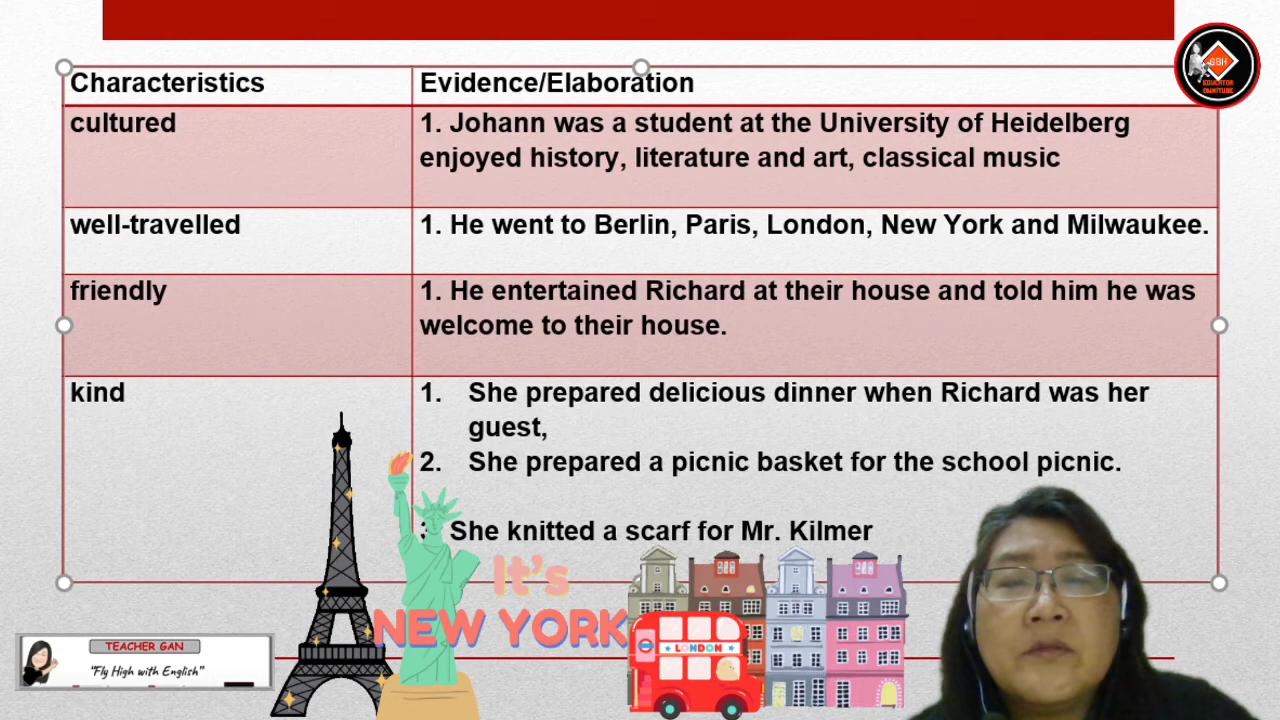 Characteristics
Evidence/Elaboration
cultured
1. Johann was a student at the University of Heidelberg
enjoyed history, literature and art, classical music
well-travelled
1. He went to Berlin, Paris, London, New York and Milwaukee.
friendly
1. He entertained Richard at their house and told him he was
welcome to their house.
kind
1. She prepared delicious dinner when Richard was her
guest,
2. She prepared a picnic basket for the school picnic.
She knitted a scarf for Mr. Kilmer
It's
NEW YORK
LONDON
TEACHER GAN
"Fly High with English"
GBH
EDUCATOR
OMNITUBE